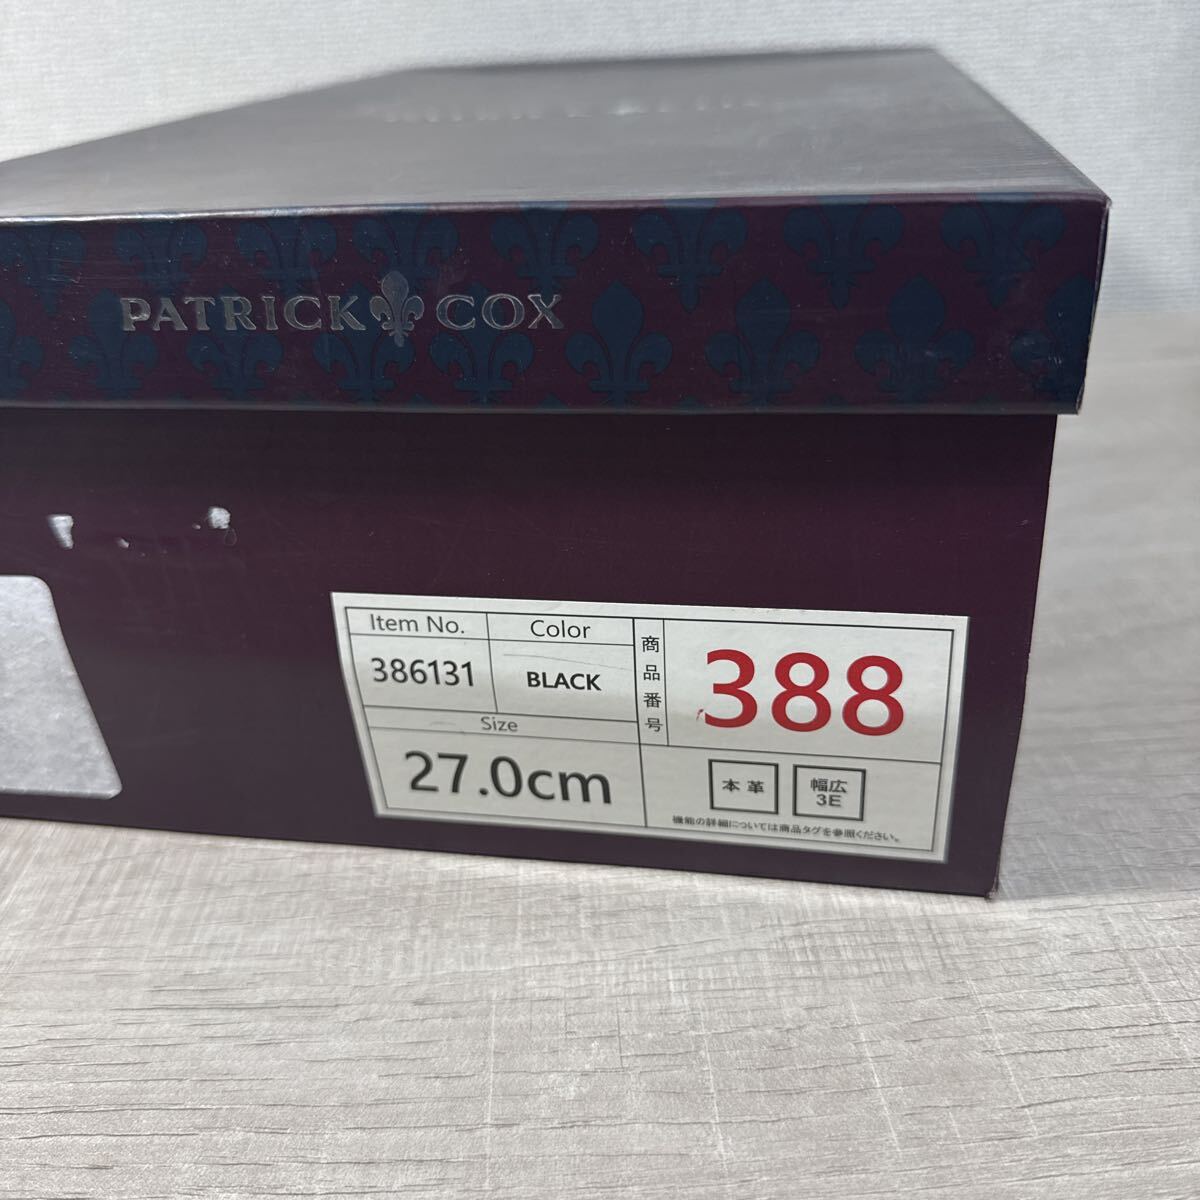 PATRICK COX
Item No.
Color
386131
BLACK
商品番号
388
Size
27.0cm
本革
幅広
3E
機能の詳細については商品タグを参照ください。